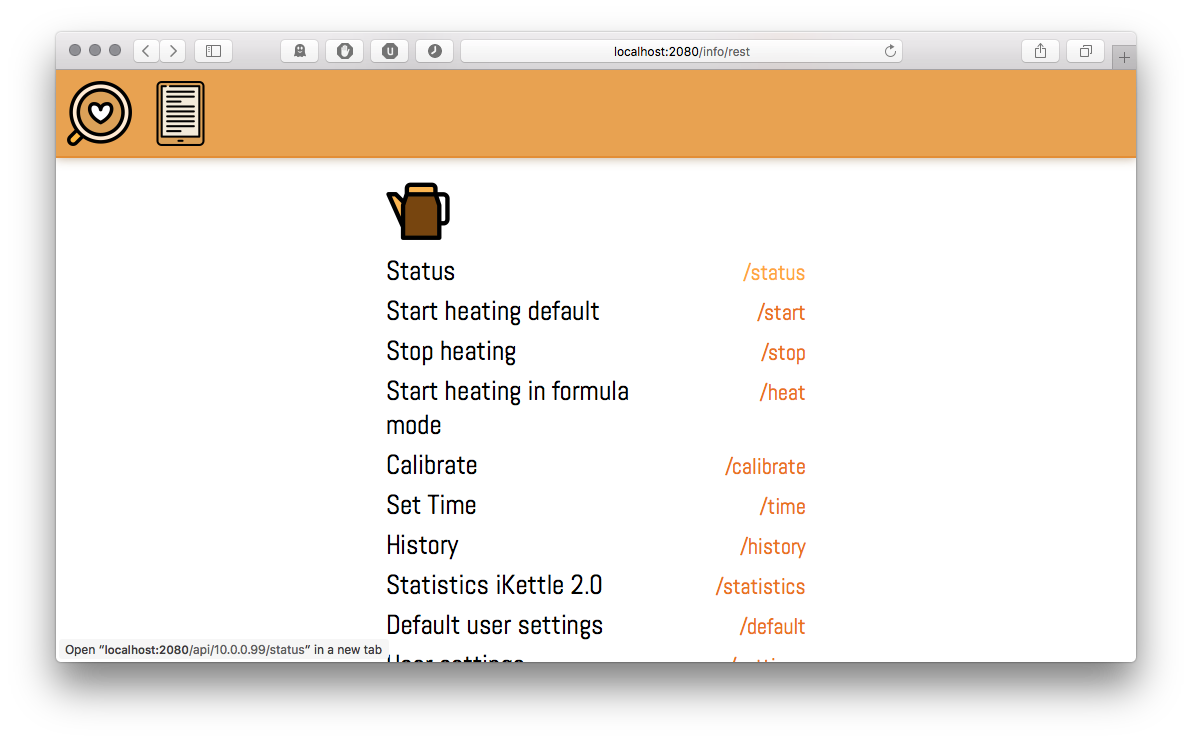 localhost:2080/info/rest
Status /status
Start heating default /start
Stop heating /stop
Start heating in formula /heat
mode
Calibrate /calibrate
Set Time /time
History /history
Statistics iKettle 2.0 /statistics
Default user settings /default
Open “localhost:2080/api/10.0.0.99/status” in a new tab